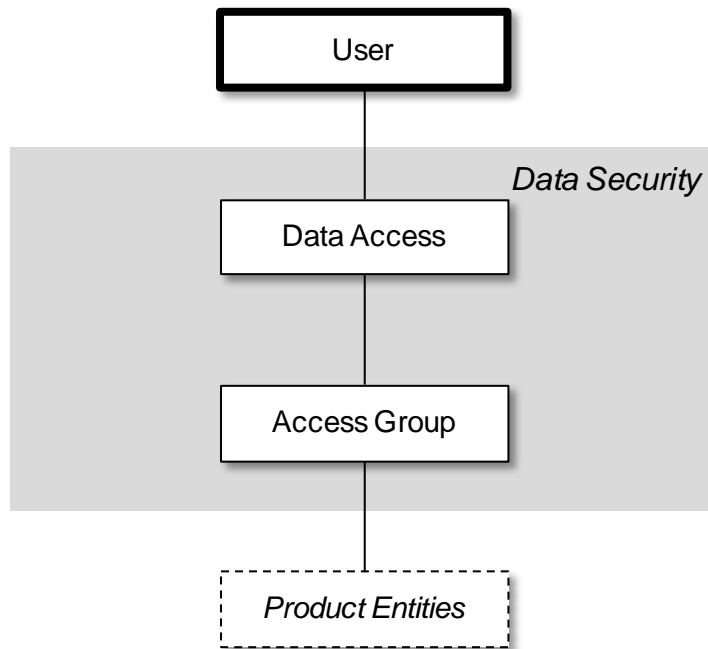 User
Data Security
Data Access
Access Group
Product Entities